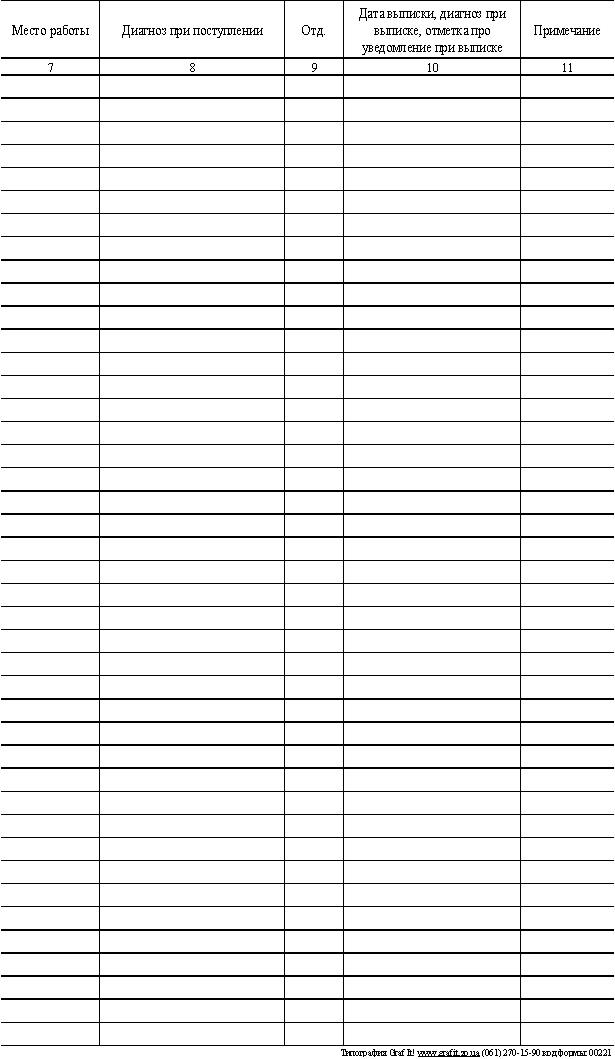 Место работы
Диагноз при поступлении
Отд.
Дата выписки, диагноз при
выписке, отметка про
уведомление при выписке
Примечание
7 8 9 10 11
Типография Graf It! www.grafit.zp.ua (061) 270-15-90 код формы: 00221